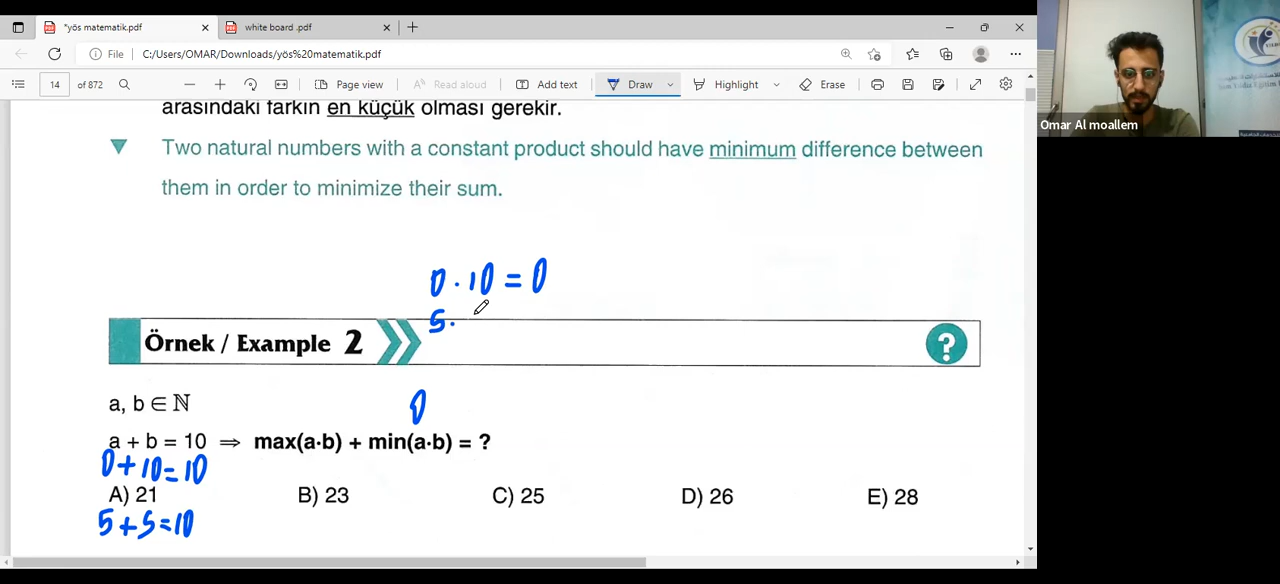 *yös matematik.pdf
white board .pdf
File
C:/Users/OMAR/Downloads/yös%20matematik.pdf
14 of 872
Page view
Read aloud
Add text
Draw
Highlight
Erase
Omar Al moallem
arasındaki farkın en küçük olması gerekir.
Two natural numbers with a constant product should have minimum difference between
them in order to minimize their sum.
0 · 10 = 0
5 ·
Örnek / Example 2
?
a, b ∈ ℕ
0
a + b = 10 ⇒ max(a·b) + min(a·b) = ?
0 + 10 = 10
A) 21 B) 23 C) 25 D) 26 E) 28
5 + 5 = 10